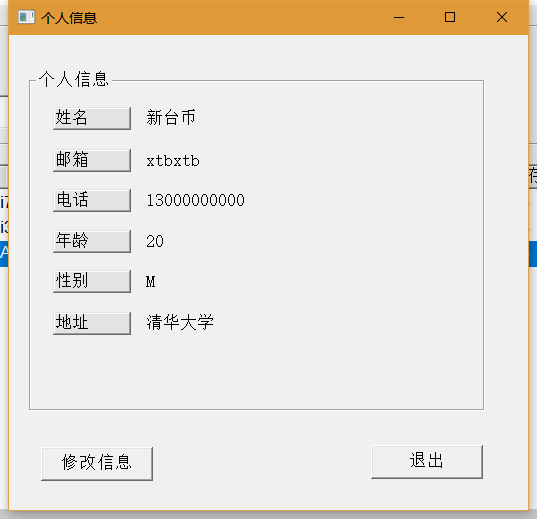 个人信息
个人信息
姓名 新台币
邮箱 xtbxtb
电话 13000000000
年龄 20
性别 M
地址 清华大学
修改信息 退出